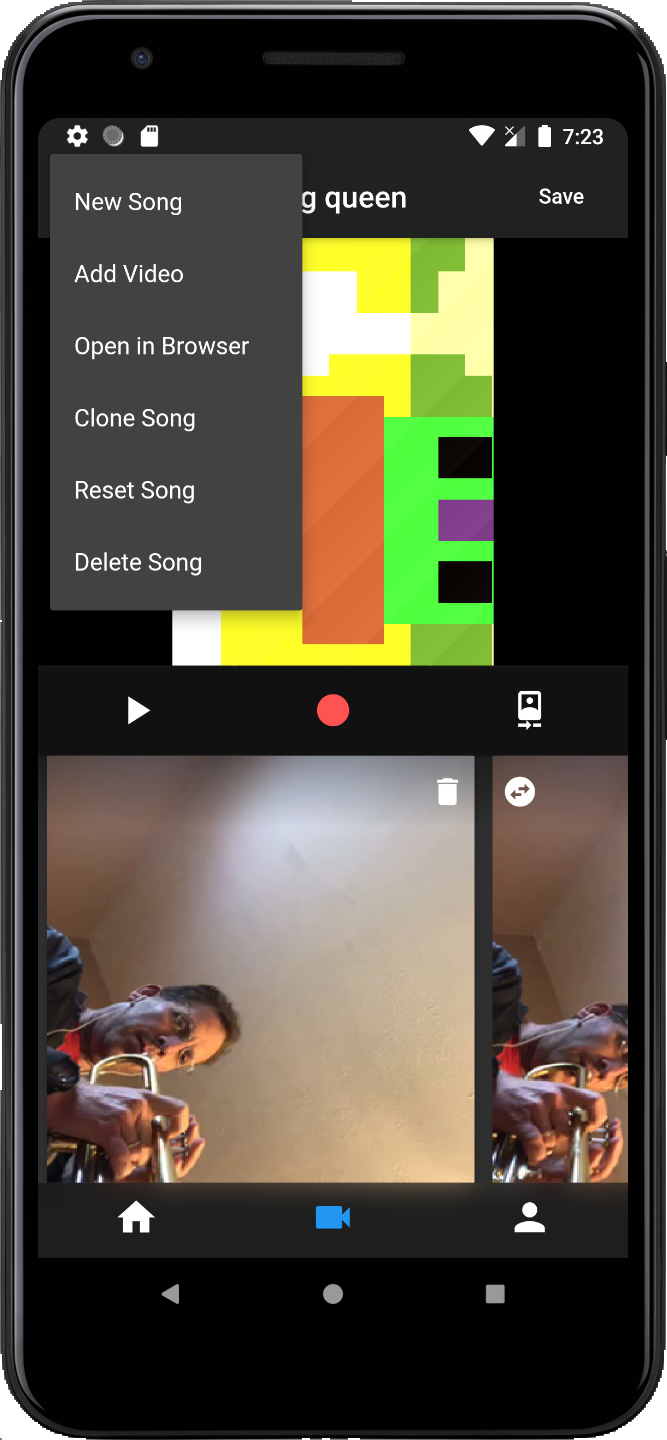 7:23
g queen
Save
New Song
Add Video
Open in Browser
Clone Song
Reset Song
Delete Song